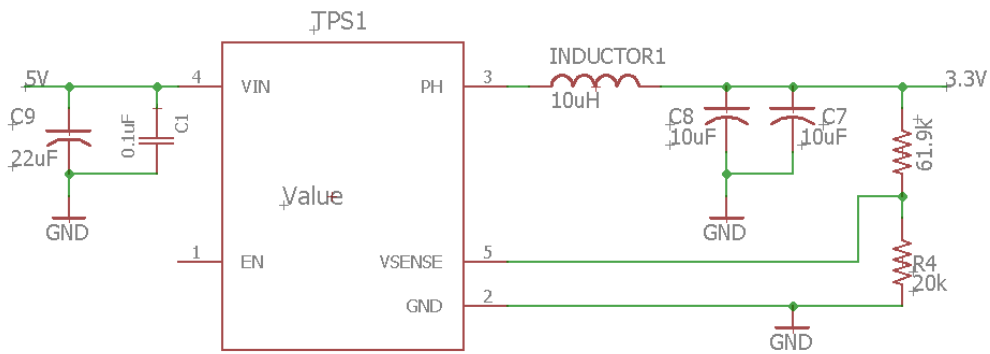 TPS1
5V
4
VIN
PH
3
INDUCTOR1
10uH
3.3V
C9
22uF
0.1uF
C1
C8
10uF
C7
10uF
61.9k
Value
GND
GND
1
EN
VSENSE
5
R4
20k
GND
2
GND